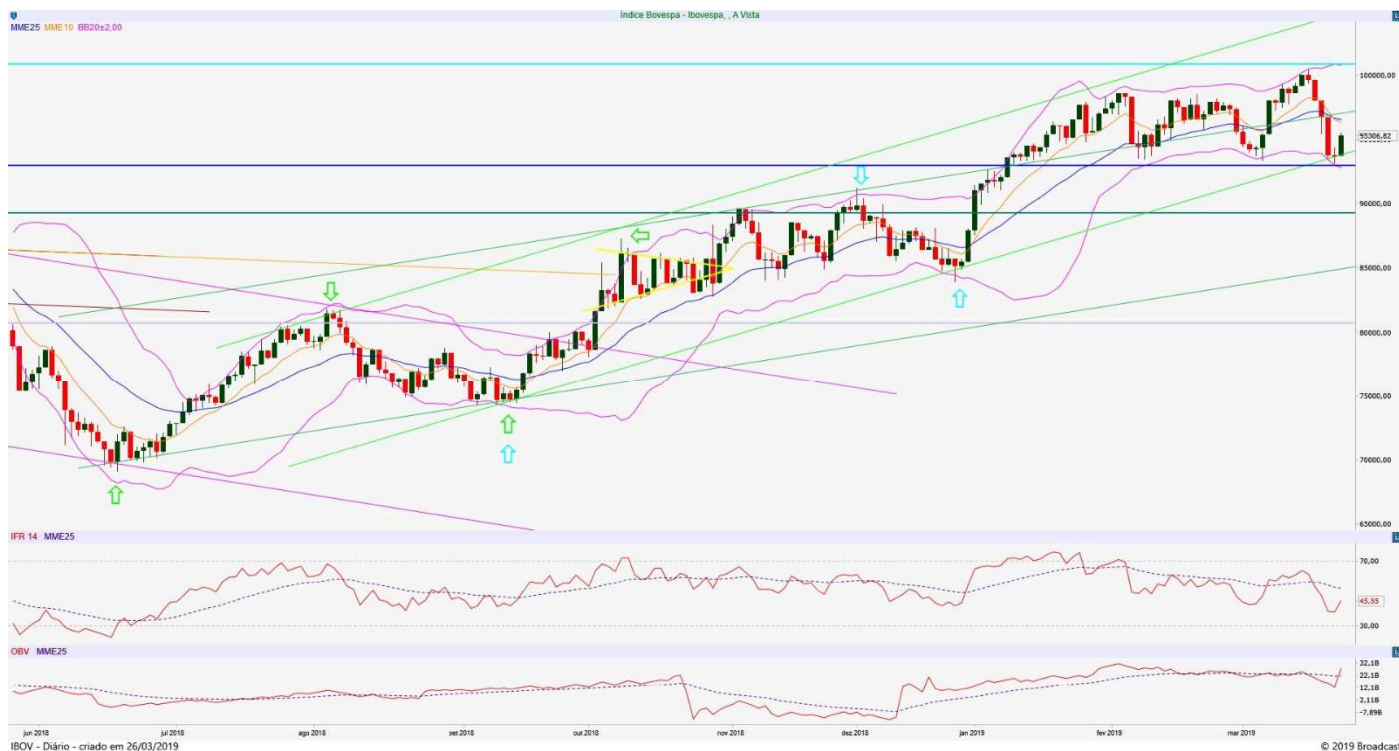 Índice Bovespa - Ibovespa, , A Vista
MME25 MME10 BB20±2,00
100000,00
95306,82
90000,00
85000,00
80000,00
75000,00
70000,00
65000,00
IFR 14 MME25
70,00
45,55
30,00
OBV MME25
32,1B
22,1B
12,1B
2,11B
-7,89B
jun 2018 jul 2018 ago 2018 set 2018 out 2018 nov 2018 dez 2018 jan 2019 fev 2019 mar 2019
IBOV - Diário - criado em 26/03/2019 © 2019 Broadcast